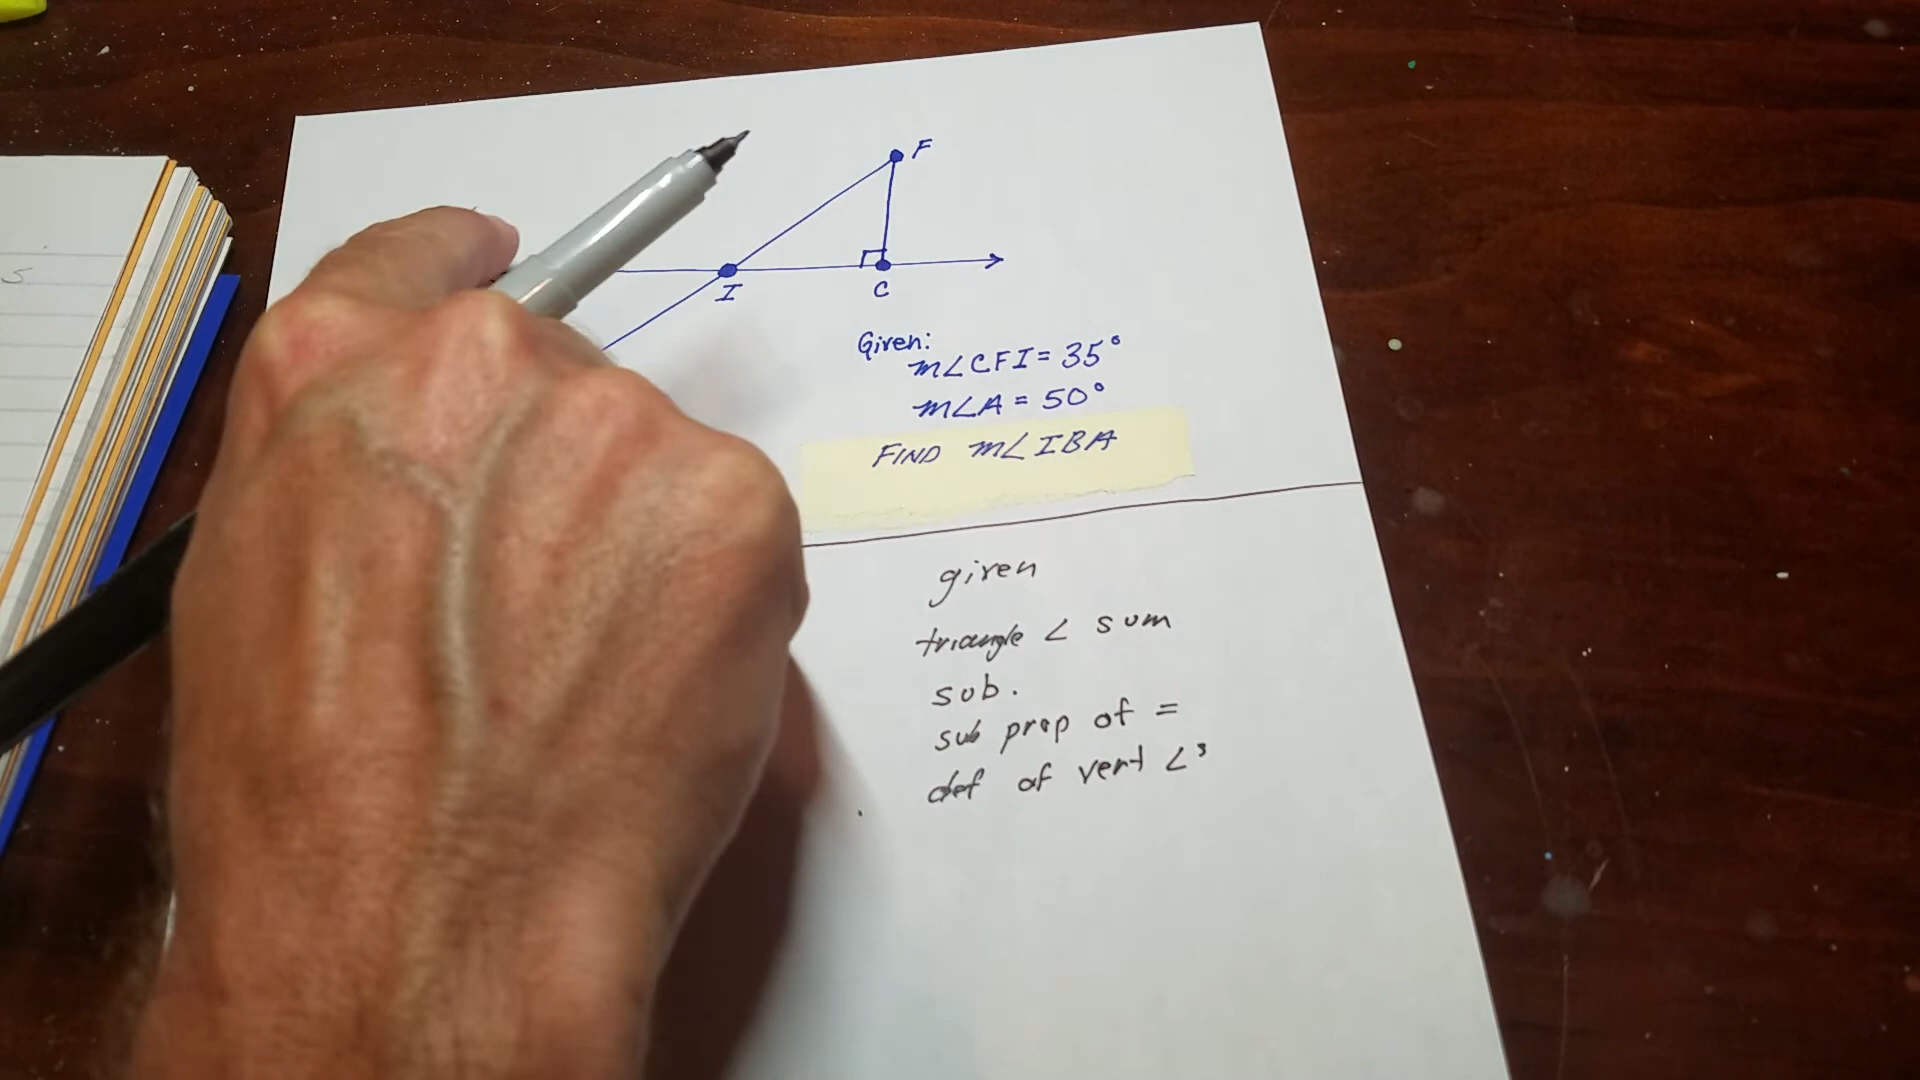 F
I
C
Given:
m∠CFI = 35°
m∠A = 50°
FIND m∠IBA
given
triangle ∠ sum
sub.
sub prop of =
def of vert ∠s
s